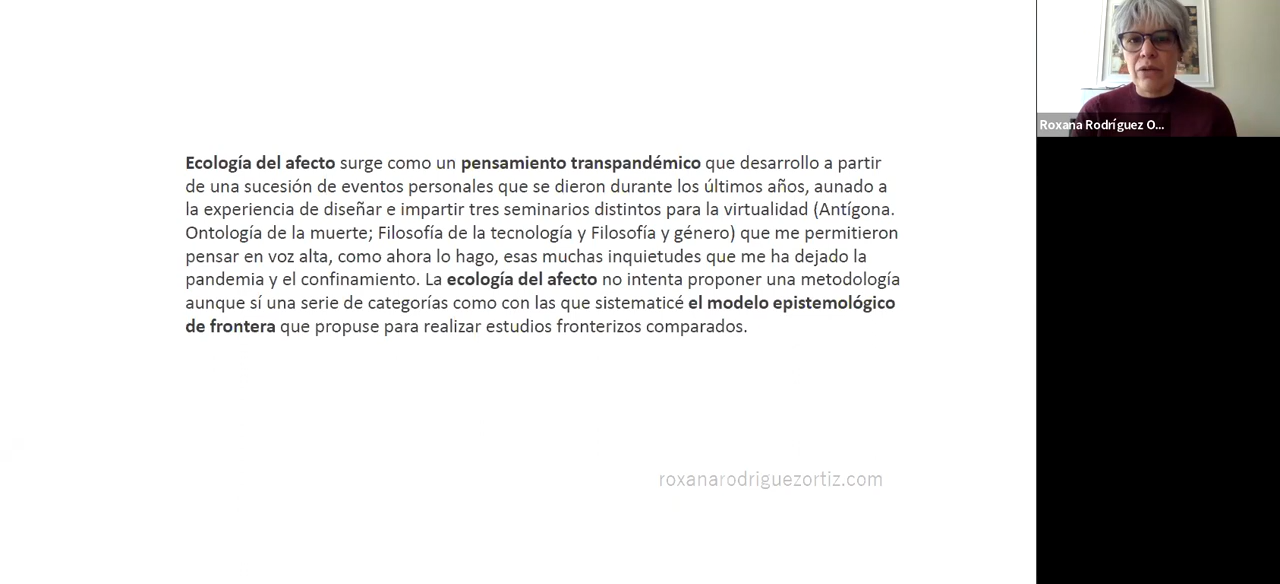 Ecología del afecto surge como un pensamiento transpandémico que desarrollo a partir
de una sucesión de eventos personales que se dieron durante los últimos años, aunado a
la experiencia de diseñar e impartir tres seminarios distintos para la virtualidad (Antígona.
Ontología de la muerte; Filosofía de la tecnología y Filosofía y género) que me permitieron
pensar en voz alta, como ahora lo hago, esas muchas inquietudes que me ha dejado la
pandemia y el confinamiento. La ecología del afecto no intenta proponer una metodología
aunque sí una serie de categorías como con las que sistematicé el modelo epistemológico
de frontera que propuse para realizar estudios fronterizos comparados.
roxanarodriguezortiz.com
Roxana Rodríguez O...